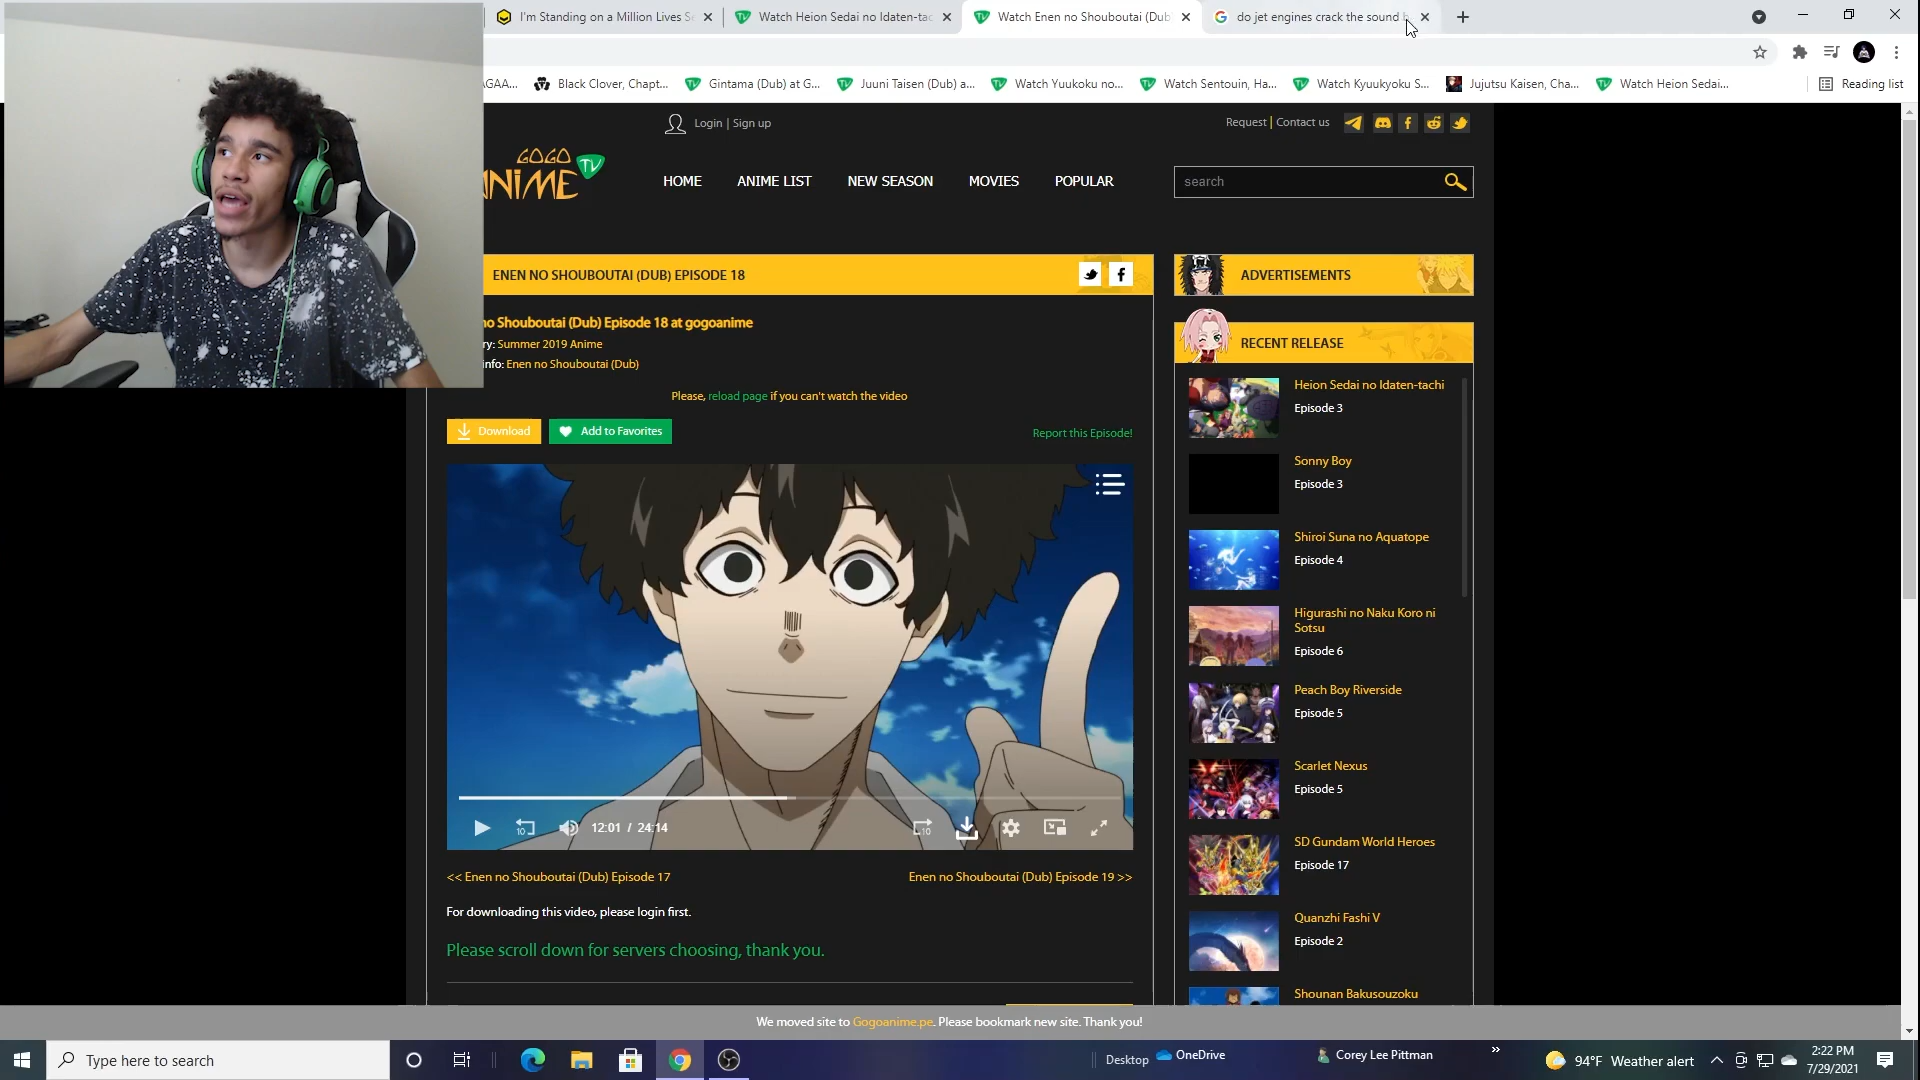 I'm Standing on a Million Lives Se
Watch Heion Sedai no Idaten-tac
Watch Enen no Shouboutai (Dub
do jet engines crack the sound b
AGAA...
Black Clover, Chapt...
Gintama (Dub) at G...
Juuni Taisen (Dub) a...
Watch Yuukoku no...
Watch Sentouin, Ha...
Watch Kyuukyoku S...
Jujutsu Kaisen, Cha...
Watch Heion Sedai...
Reading list
Login | Sign up
Request | Contact us
GOGO
ANIME TV
HOME
ANIME LIST
NEW SEASON
MOVIES
POPULAR
search
ENEN NO SHOUBOUTAI (DUB) EPISODE 18
ADVERTISEMENTS
no Shouboutai (Dub) Episode 18 at gogoanime
ry: Summer 2019 Anime
info: Enen no Shouboutai (Dub)
Please, reload page if you can't watch the video
Download
Add to Favorites
Report this Episode!
10
12:01 / 24:14
10
<< Enen no Shouboutai (Dub) Episode 17
Enen no Shouboutai (Dub) Episode 19 >>
For downloading this video, please login first.
Please scroll down for servers choosing, thank you.
RECENT RELEASE
Heion Sedai no Idaten-tachi
Episode 3
Sonny Boy
Episode 3
Shiroi Suna no Aquatope
Episode 4
Higurashi no Naku Koro ni
Sotsu
Episode 6
Peach Boy Riverside
Episode 5
Scarlet Nexus
Episode 5
SD Gundam World Heroes
Episode 17
Quanzhi Fashi V
Episode 2
Shounan Bakusouzoku
We moved site to Gogoanime.pe. Please bookmark new site. Thank you!
Type here to search
Desktop
OneDrive
Corey Lee Pittman
»
94°F Weather alert
2:22 PM
7/29/2021